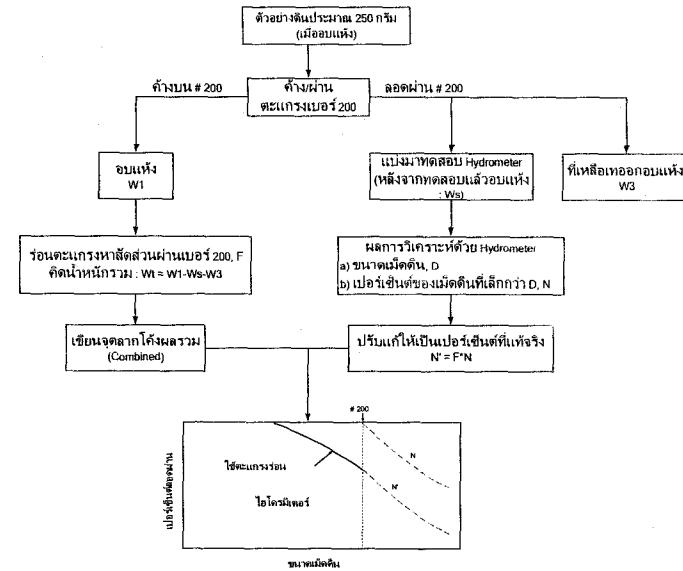 ตัวอย่างดินประมาณ 250 กรัม
(เมื่ออบแห้ง)
ค้างบน # 200
ค้าง/ผ่าน
ตะแกรงเบอร์ 200
ลอดผ่าน # 200
อบแห้ง
W1
แบ่งมาทดสอบ Hydrometer
(หลังจากทดสอบแล้วอบแห้ง
: Ws)
ที่เหลือเทออกอบแห้ง
W3
ร่อนตะแกรงหาสัดส่วนผ่านเบอร์ 200, F
คิดน้ำหนักรวม : Wt = W1-Ws-W3
ผลการวิเคราะห์ด้วย Hydrometer
a) ขนาดเม็ดดิน, D
b) เปอร์เซ็นต์ของเม็ดดินที่เล็กกว่า D, N
เขียนจุดลากโค้งผลรวม
(Combined)
ปรับแก้ให้เป็นเปอร์เซ็นต์ที่แท้จริง
N' = F*N
# 200
เปอร์เซ็นต์ลอดผ่าน
ใช้ตะแกรงร่อน
N
N'
ไฮโดรมิเตอร์
ขนาดเม็ดดิน